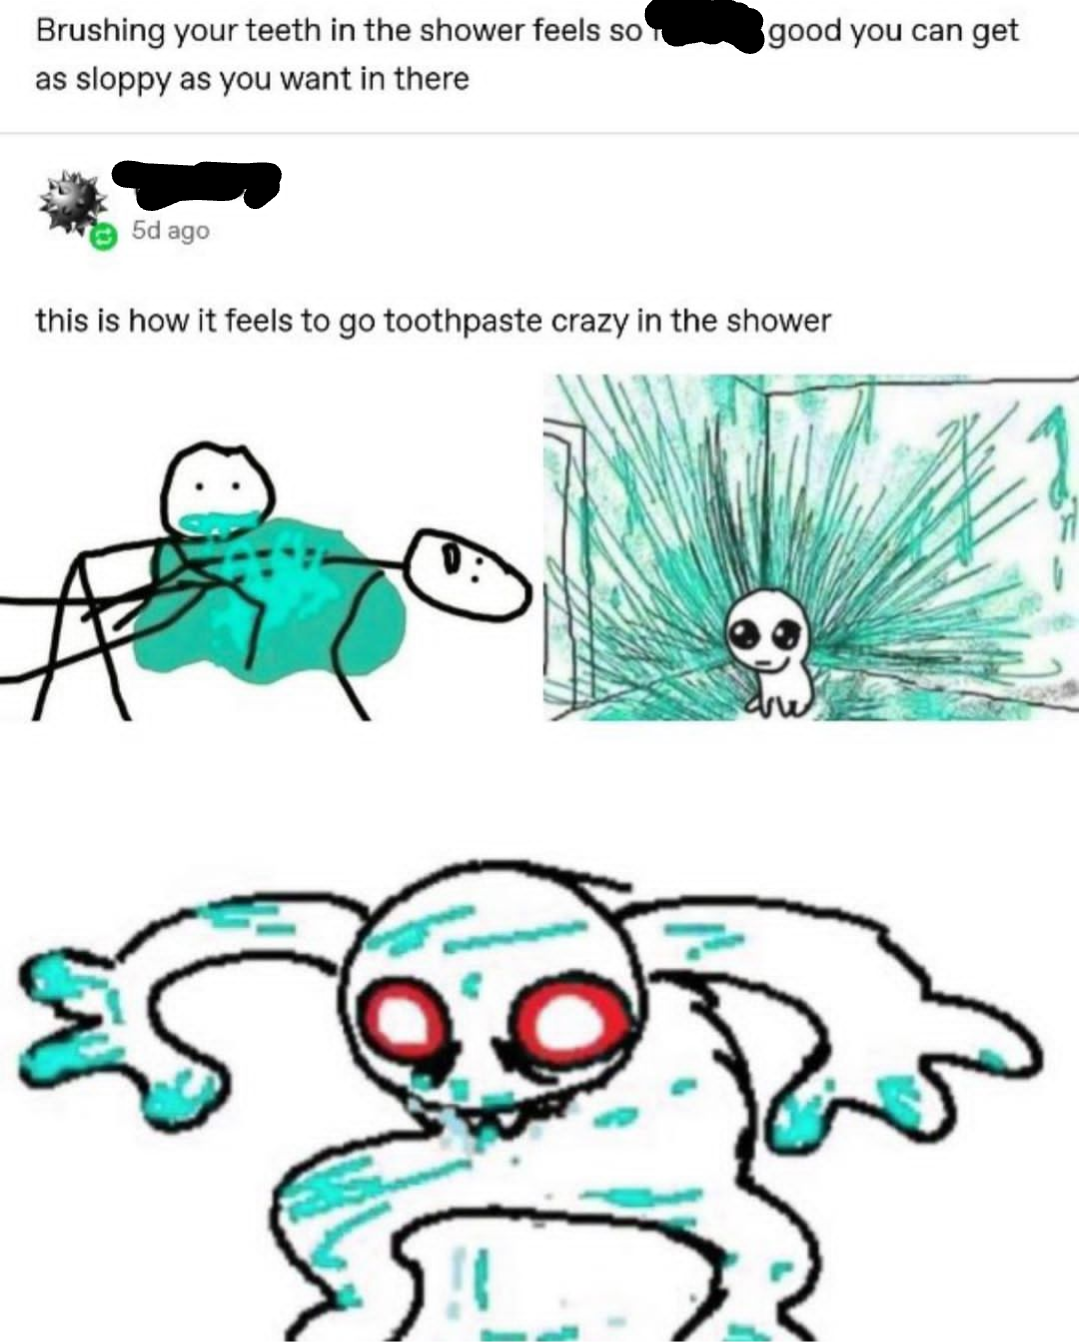 Brushing your teeth in the shower feels so good you can get
as sloppy as you want in there
5d ago
this is how it feels to go toothpaste crazy in the shower
D: